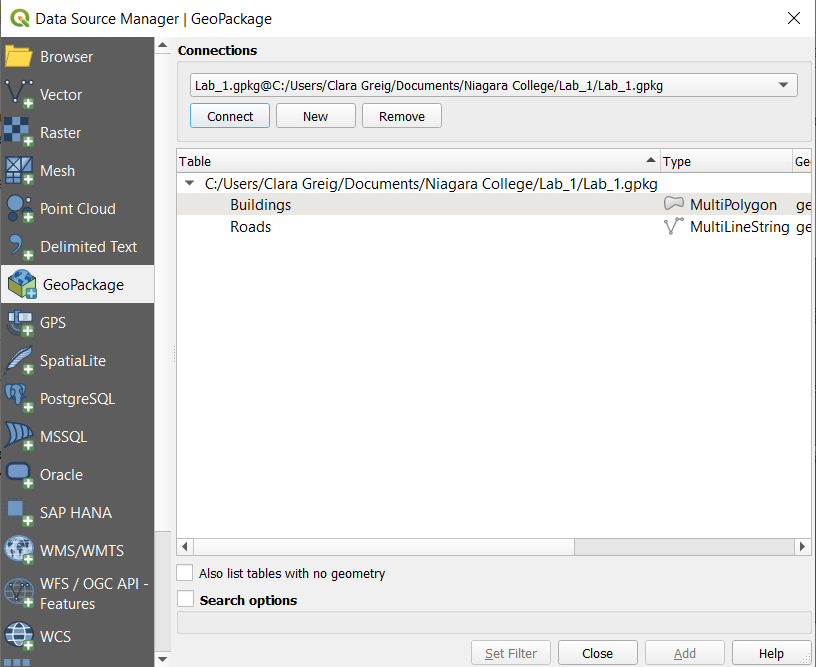 Data Source Manager | GeoPackage
Browser
Vector
Raster
Mesh
Point Cloud
Delimited Text
GeoPackage
GPS
SpatiaLite
PostgreSQL
MSSQL
Oracle
SAP HANA
WMS/WMTS
WFS / OGC API -
Features
WCS
Connections
Lab_1.gpkg@C:/Users/Clara Greig/Documents/Niagara College/Lab_1/Lab_1.gpkg
Connect New Remove
Table Type Ge
C:/Users/Clara Greig/Documents/Niagara College/Lab_1/Lab_1.gpkg
Buildings MultiPolygon ge
Roads MultiLineString ge
Also list tables with no geometry
Search options
Set Filter Close Add Help